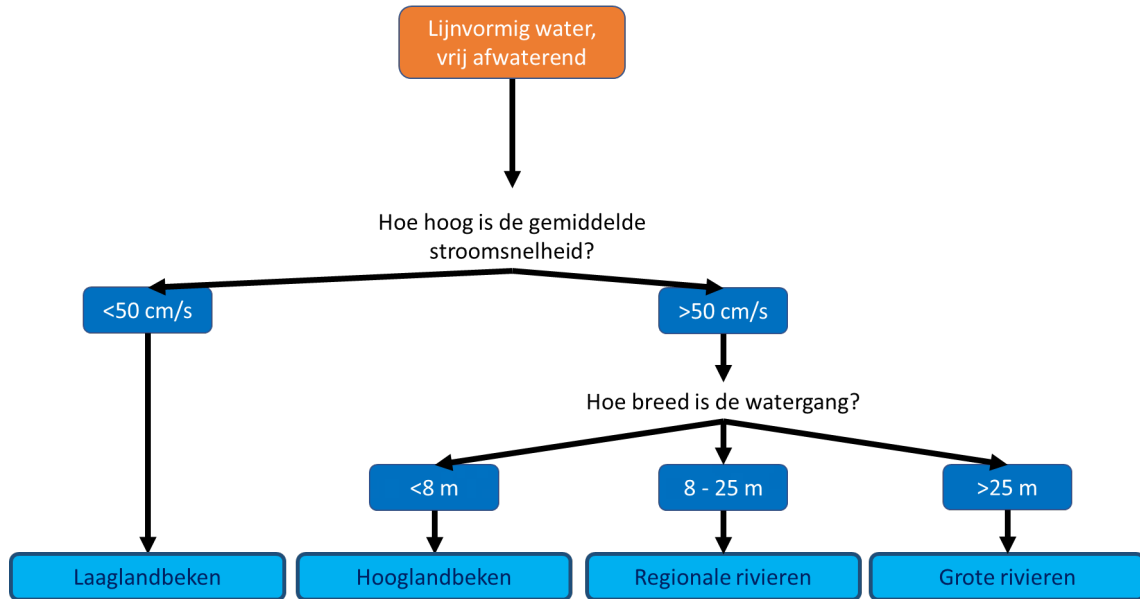 Lijnvormig water,
vrij afwaterend
Hoe hoog is de gemiddelde
stroomsnelheid?
<50 cm/s
>50 cm/s
Hoe breed is de watergang?
<8 m
8 - 25 m
>25 m
Laaglandbeken
Hooglandbeken
Regionale rivieren
Grote rivieren